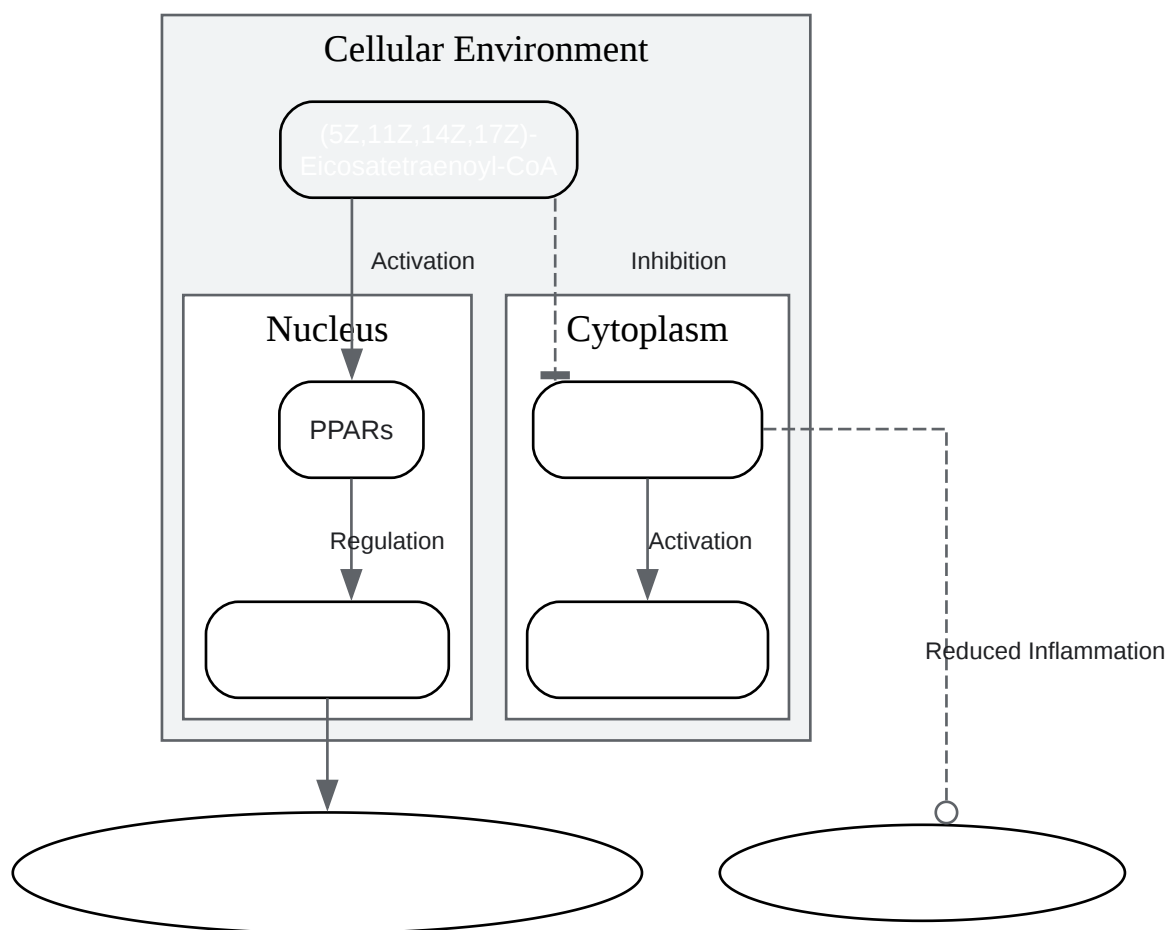 Cellular Environment
(5Z,11Z,14Z,17Z)-
Eicosatetraenoyl-CoA
Activation
Inhibition
Nucleus
Cytoplasm
PPARs
Regulation
Activation
Reduced Inflammation